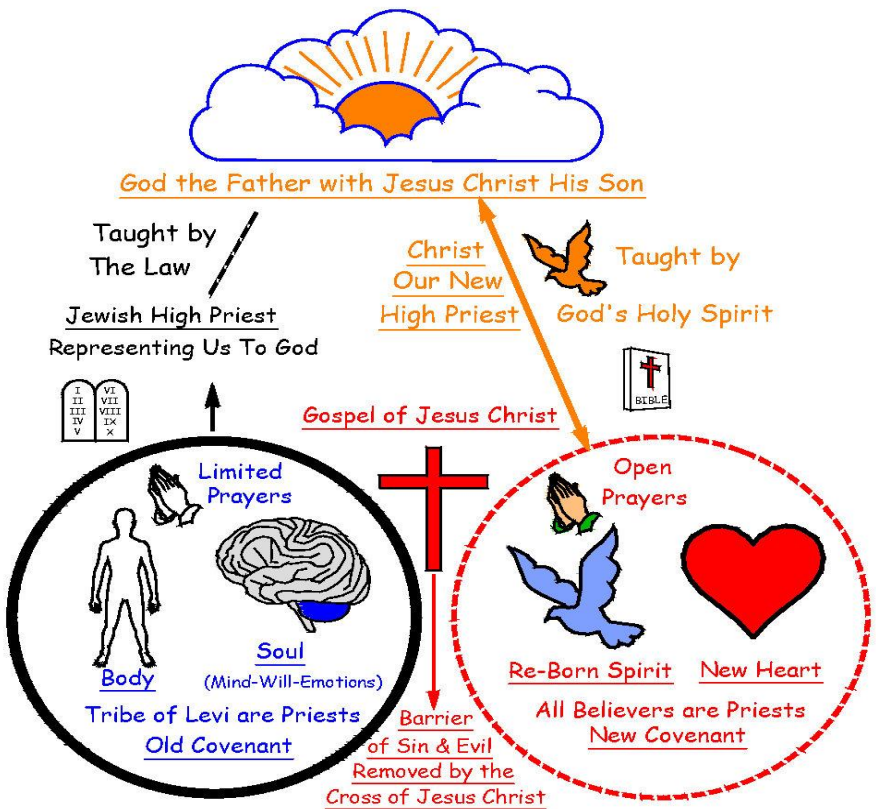 God the Father with Jesus Christ His Son
Taught by
The Law
Jewish High Priest
Representing Us To God
Christ
Our New
High Priest
Taught by
God's Holy Spirit
I
II
III
IV
V
VI
VII
VIII
IX
X
BIBLE
Gospel of Jesus Christ
Limited
Prayers
Body
Soul
(Mind-Will-Emotions)
Tribe of Levi are Priests
Old Covenant
Barrier
of Sin & Evil
Removed by the
Cross of Jesus Christ
Open
Prayers
Re-Born Spirit
New Heart
All Believers are Priests
New Covenant